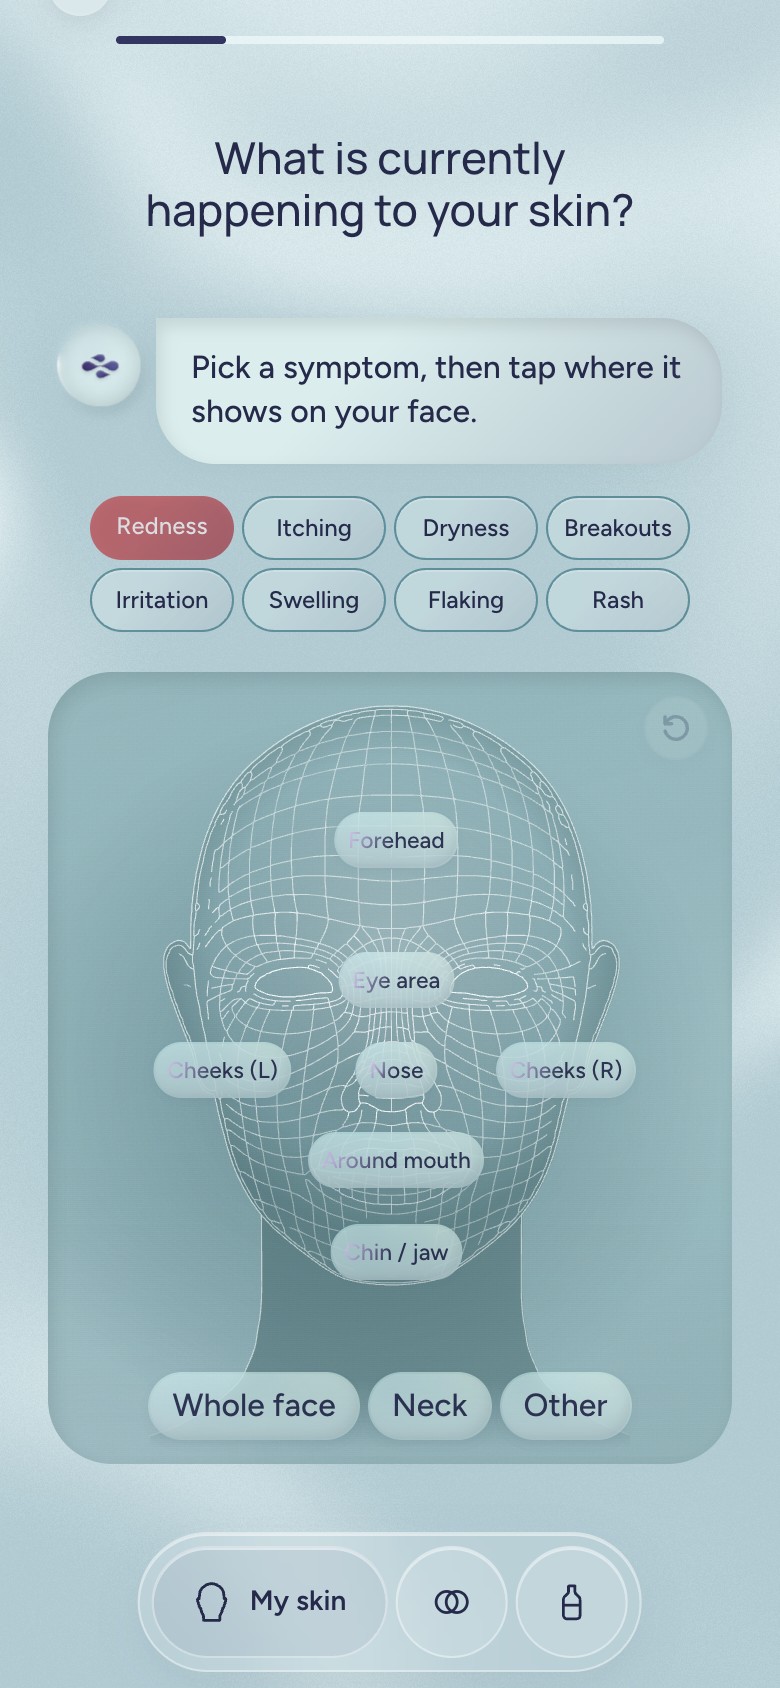 What is currently
happening to your skin?
Pick a symptom, then tap where it
shows on your face.
Redness
Itching
Dryness
Breakouts
Irritation
Swelling
Flaking
Rash
Forehead
Eye area
Cheeks (L)
Nose
Cheeks (R)
Around mouth
Chin / jaw
Whole face
Neck
Other
My skin